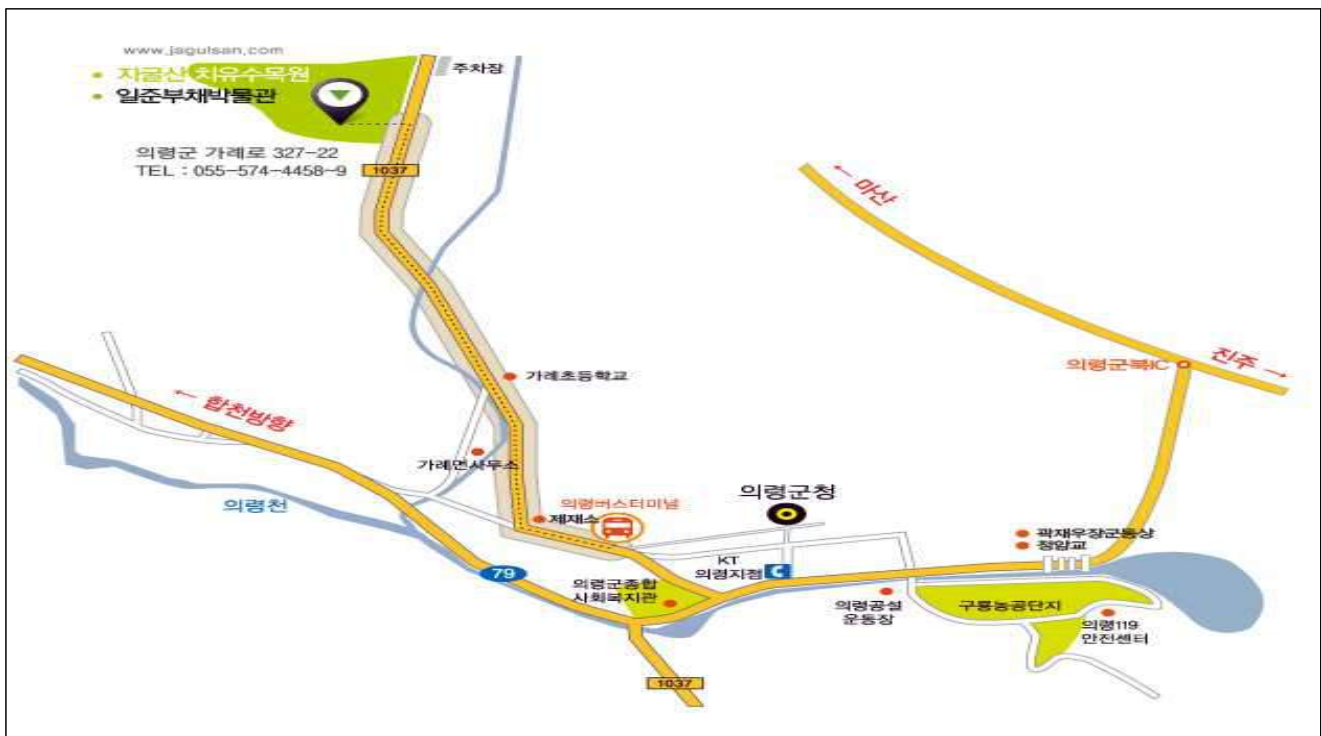 www.jagulsan.com
• 자굴산 치유수목원
• 일준부채박물관
의령군 가례로 327-22
TEL : 055-574-4458~9
1037
주차장
← 마산
진주 →
의령군북IC
가례초등학교
← 합천방향
가례면사무소
의령천
의령버스터미널
제재소
의령군청
곽재우장군동상
정암교
KT
의령지점
79
의령군종합
사회복지관
의령공설
운동장
구룡농공단지
의령119
안전센터
1037